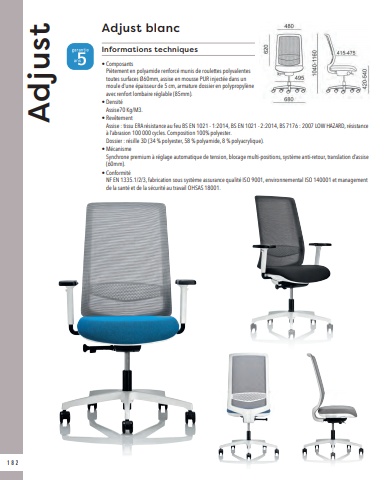 Adjust
Adjust blanc
garantie
5
Informations techniques
• Composants
Piètement en polyamide renforcé munis de roulettes polyvalentes
toutes surfaces Ø60mm, assise en mousse PUR injectée dans un
moule d'une épaisseur de 5 cm, armature dossier en polypropylène
avec renfort lombaire réglable (85mm).
• Densité
Assise70 Kg/M3.
• Revêtement
Assise : tissu ERA résistance au feu BS EN 1021 - 1:2014, BS EN 1021 - 2:2014, BS 7176 : 2007 LOW HAZARD, résistance
à l'abrasion 100 000 cycles. Composition 100% polyester.
Dossier : résille 30 (34 % polyester, 58 % polyamide, 8 % polyacrylique).
• Mécanisme
Synchrone premium à réglage automatique de tension, blocage multi-positions, système anti-retour, translation d'assise
(60mm).
• Conformité
NF EN 1335.1/2/3, fabrication sous système assurance qualité ISO 9001, environnemental ISO 140001 et management
de la santé et de la sécurité au travail OHSAS 18001.
480
620
495
680
1040-1160
415-475
420-540
182